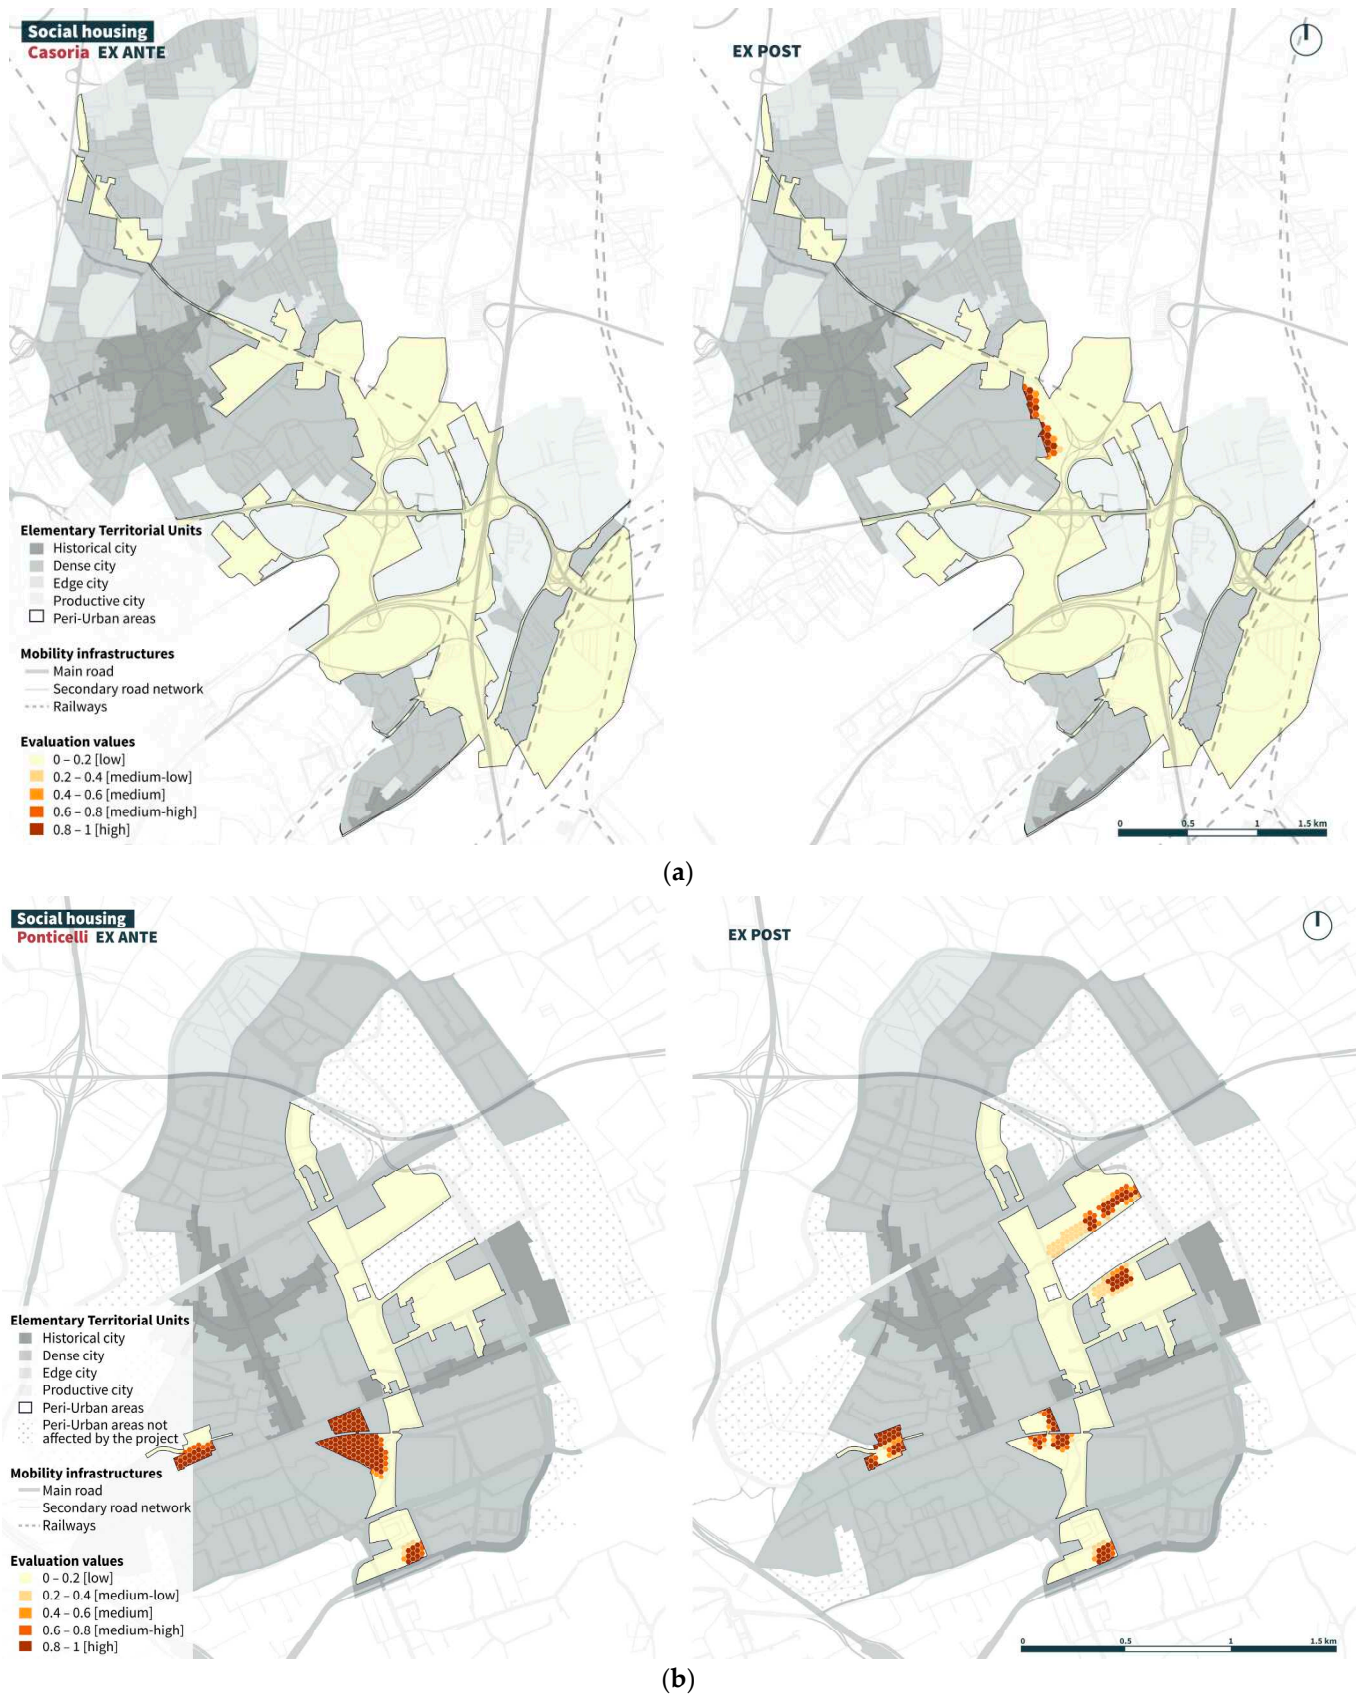 Social housing
Casoria EX ANTE
EX POST
Elementary Territorial Units
Historical city
Dense city
Edge city
Productive city
Peri-Urban areas
Mobility infrastructures
Main road
Secondary road network
Railways
Evaluation values
0 – 0.2 [low]
0.2 – 0.4 [medium-low]
0.4 – 0.6 [medium]
0.6 – 0.8 [medium-high]
0.8 – 1 [high]
0 0.5 1 1.5 km
(a)
Social housing
Ponticelli EX ANTE
EX POST
Elementary Territorial Units
Historical city
Dense city
Edge city
Productive city
Peri-Urban areas
Peri-Urban areas not
affected by the project
Mobility infrastructures
Main road
Secondary road network
Railways
Evaluation values
0 – 0.2 [low]
0.2 – 0.4 [medium-low]
0.4 – 0.6 [medium]
0.6 – 0.8 [medium-high]
0.8 – 1 [high]
0 0.5 1 1.5 km
(b)